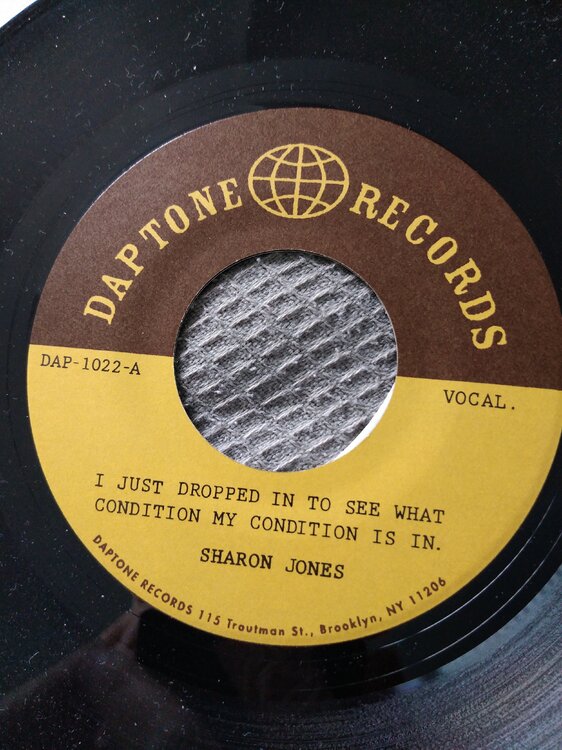 DAPTONE RECORDS
DAP-1022-A
VOCAL.
I JUST DROPPED IN TO SEE WHAT
CONDITION MY CONDITION IS IN.
SHARON JONES
DAPTONE RECORDS 115 Troutman St., Brooklyn, NY 11206